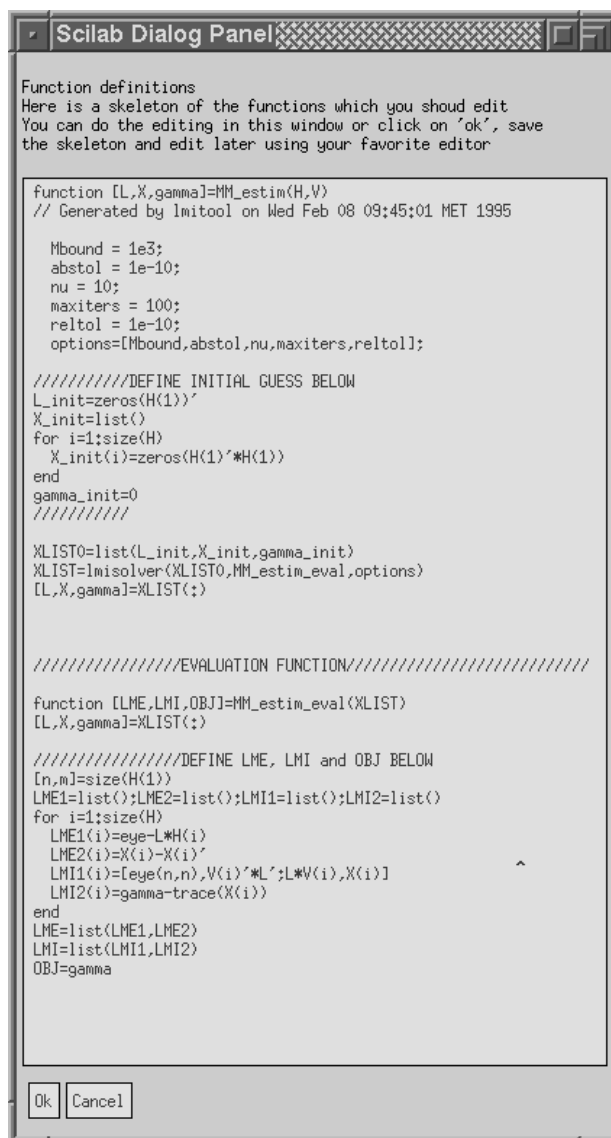 Scilab Dialog Panel
Function definitions
Here is a skeleton of the functions which you shoud edit
You can do the editing in this window or click on 'ok', save
the skeleton and edit later using your favorite editor
function [L,X,gamma]=MM_estim(H,V)
// Generated by lmitool on Wed Feb 08 09:45:01 MET 1995
Mbound = 1e3;
abstol = 1e-10;
nu = 10;
maxiters = 100;
reltol = 1e-10;
options=[Mbound,abstol,nu,maxiters,reltol];
///////////DEFINE INITIAL GUESS BELOW
L_init=zeros(H(1))'
X_init=list()
for i=1:size(H)
X_init(i)=zeros(H(1)'*H(1))
end
gamma_init=0
///////////
XLIST0=list(L_init,X_init,gamma_init)
XLIST=lmisolver(XLIST0,MM_estim_eval,options)
[L,X,gamma]=XLIST(:)
/////////////////EVALUATION FUNCTION////////////////////////////
function [LME,LMI,OBJ]=MM_estim_eval(XLIST)
[L,X,gamma]=XLIST(:)
/////////////////DEFINE LME, LMI and OBJ BELOW
[n,m]=size(H(1))
LME1=list();LME2=list();LMI1=list();LMI2=list()
for i=1:size(H)
LME1(i)=eye-L*H(i)
LME2(i)=X(i)-X(i)'
LMI1(i)=[eye(n,n),V(i)'*L';L*V(i),X(i)]
LMI2(i)=gamma-trace(X(i))
end
LME=list(LME1,LME2)
LMI=list(LMI1,LMI2)
OBJ=gamma
Ok Cancel